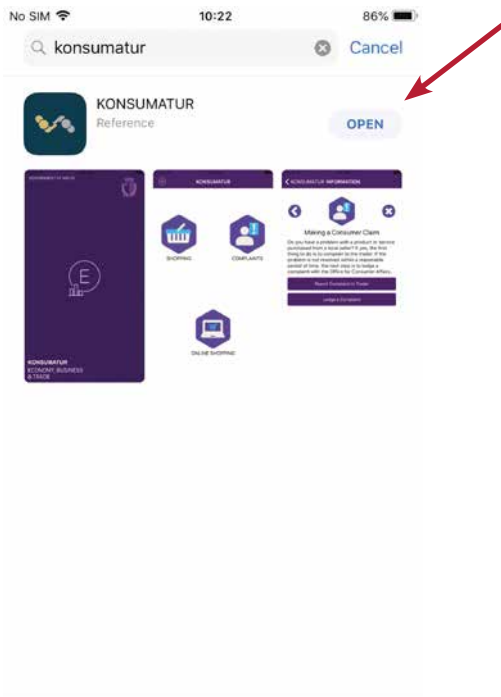 No SIM 10:22 86%
konsumatur Cancel
KONSUMATUR
Reference
OPEN
GOVERNMENT OF MALTA
E
KONSUMATUR
ECONOMY, BUSINESS
& TRADE
KONSUMATUR
SHOPPING COMPLAINTS
ONLINE SHOPPING
KONSUMATUR INFORMATION
Making a Consumer Claim
Do you have a problem with a product or service
purchased from a local seller? If yes, the first
thing to do is to complain to the trader. If the
problem is not resolved within a reasonable
period of time, the next step is to lodge a
complaint with the Office for Consumer Affairs.
Report Complaint to Trader
Lodge a Complaint